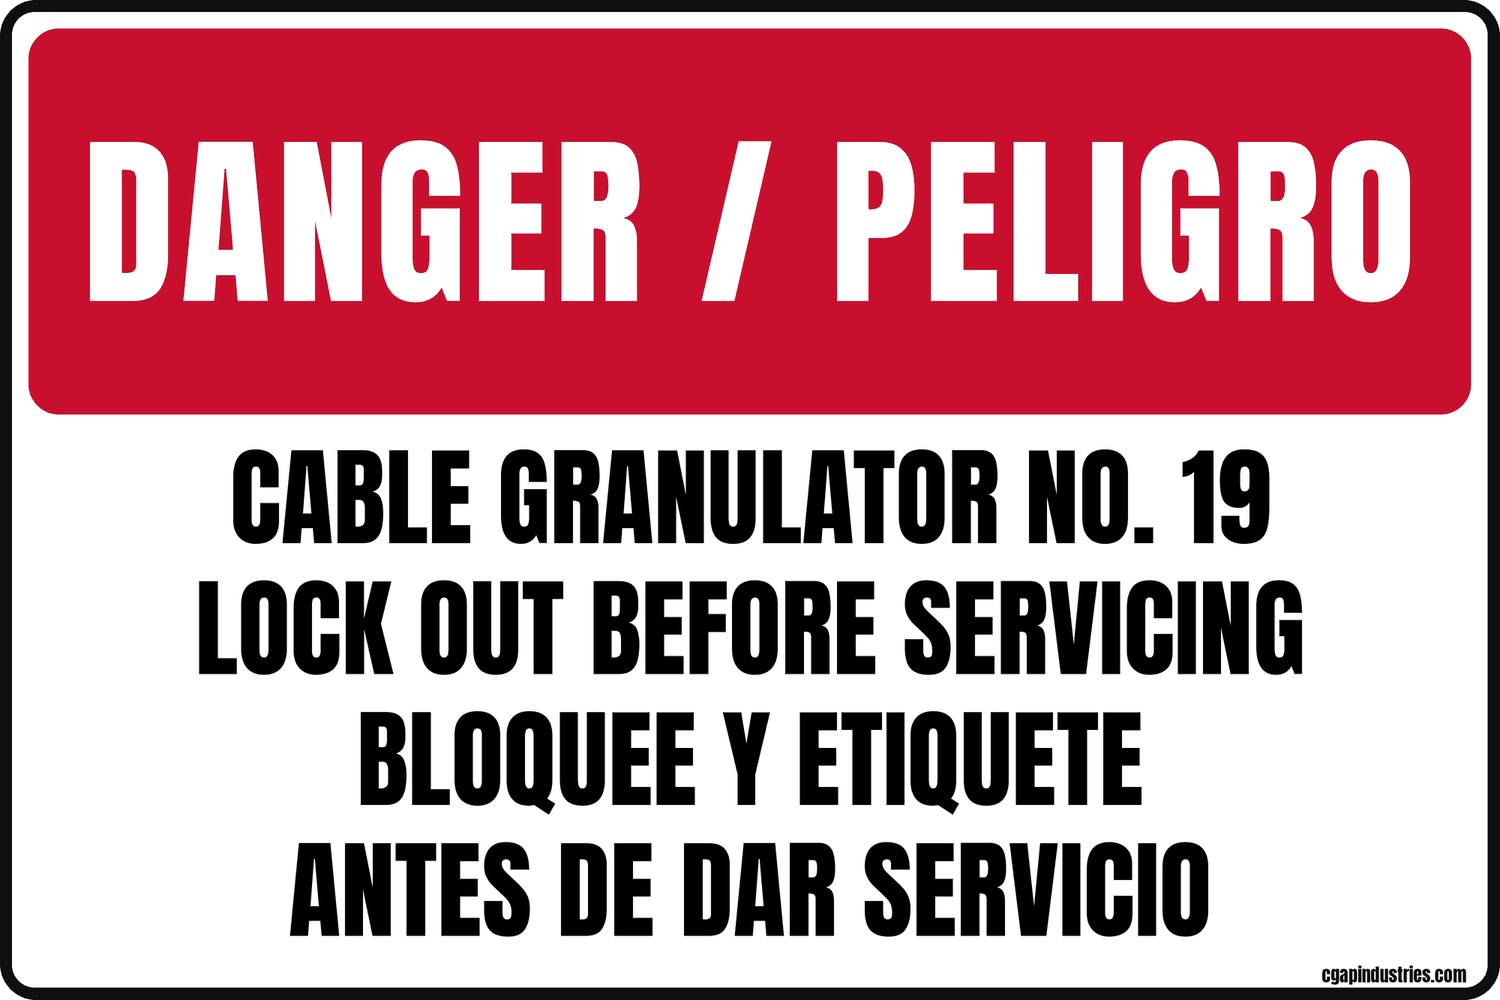 DANGER / PELIGRO
CABLE GRANULATOR NO. 19
LOCK OUT BEFORE SERVICING
BLOQUEE Y ETIQUETE
ANTES DE DAR SERVICIO
cgapindustries.com